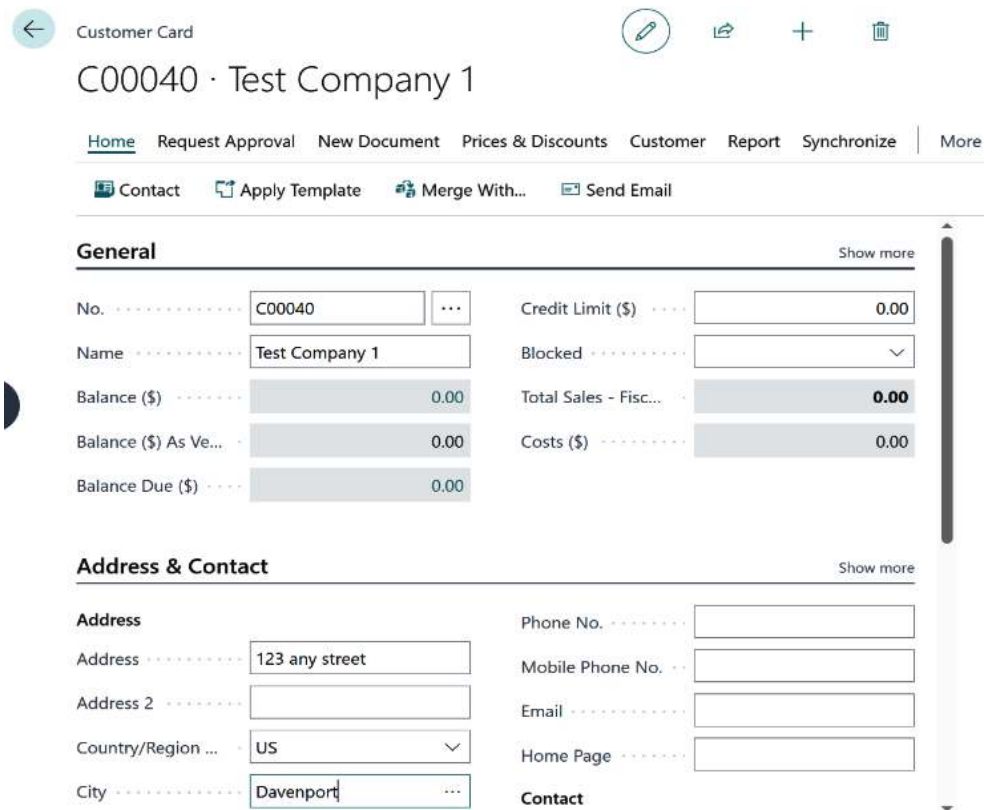 Customer Card
C00040 · Test Company 1
Home Request Approval New Document Prices & Discounts Customer Report Synchronize More
Contact Apply Template Merge With... Send Email
General Show more
No. C00040 ...
Name Test Company 1
Balance ($) 0.00
Balance ($) As Ve... 0.00
Balance Due ($) 0.00
Credit Limit ($) 0.00
Blocked
Total Sales - Fisc... 0.00
Costs ($) 0.00
Address & Contact Show more
Address
Address 123 any street
Address 2
Country/Region ... US
City Davenport ...
Phone No.
Mobile Phone No.
Email
Home Page
Contact